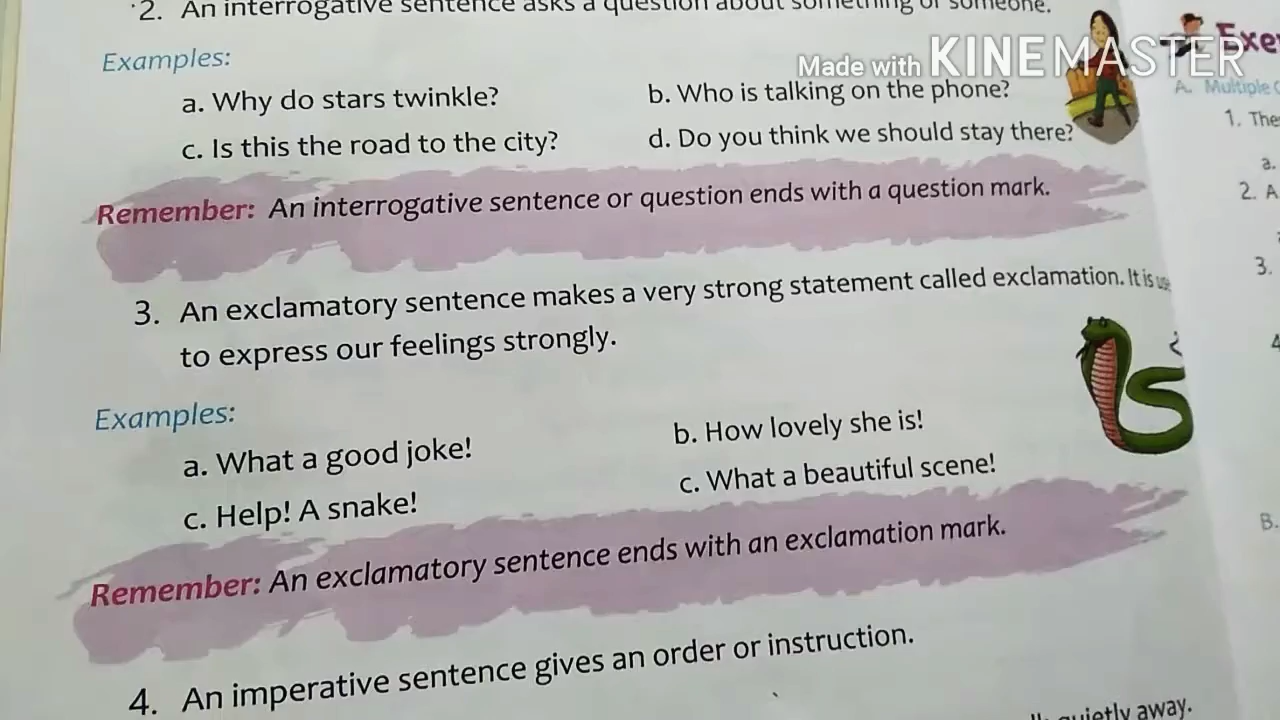 2. An interrogative sentence asks a question about something or someone.
Made with KINEMASTER
Examples:
a. Why do stars twinkle? b. Who is talking on the phone?
c. Is this the road to the city? d. Do you think we should stay there?
Remember: An interrogative sentence or question ends with a question mark.
3. An exclamatory sentence makes a very strong statement called exclamation. It is
to express our feelings strongly.
Examples:
a. What a good joke! b. How lovely she is!
c. Help! A snake! c. What a beautiful scene!
Remember: An exclamatory sentence ends with an exclamation mark.
4. An imperative sentence gives an order or instruction.
quietly away.
A. Multiple
1.
a.
2. A
3.
4
B.